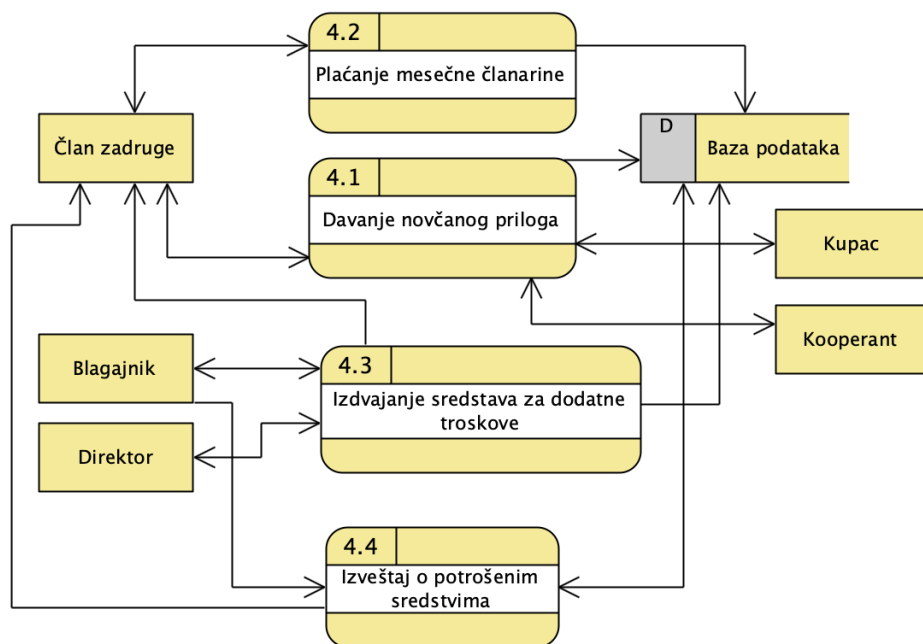 4.2
Plaćanje mesečne članarine
Član zadruge
D
Baza podataka
4.1
Davanje novčanog priloga
Kupac
Kooperant
Blagajnik
4.3
Izdvajanje sredstava za dodatne
troskove
Direktor
4.4
Izveštaj o potrošenim
sredstvima